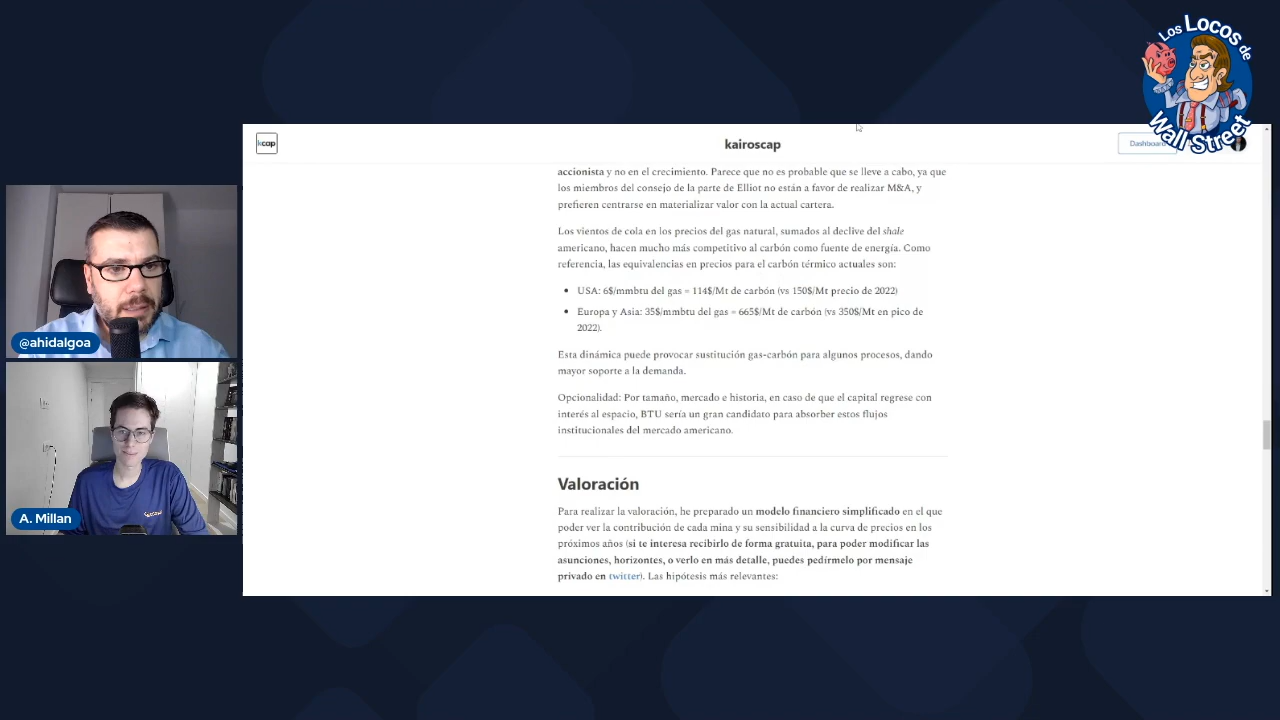 Los Locos de
Wall Street
kcap
kairoscap
Dashboard
accionista y no en el crecimiento. Parece que no es probable que se lleve a cabo, ya que
los miembros del consejo de la parte de Elliot no están a favor de realizar M&A, y
prefieren centrarse en materializar valor con la actual cartera.
Los vientos de cola en los precios del gas natural, sumados al declive del shale
americano, hacen mucho más competitivo al carbón como fuente de energía. Como
referencia, las equivalencias en precios para el carbón térmico actuales son:
• USA: 6$/mmbtu del gas = 114$/Mt de carbón (vs 150$/Mt precio de 2022)
• Europa y Asia: 35$/mmbtu del gas = 665$/Mt de carbón (vs 350$/Mt en pico de
2022).
Esta dinámica puede provocar sustitución gas-carbón para algunos procesos, dando
mayor soporte a la demanda.
Opcionalidad: Por tamaño, mercado e historia, en caso de que el capital regrese con
interés al espacio, BTU sería un gran candidato para absorber estos flujos
institucionales del mercado americano.
Valoración
Para realizar la valoración, he preparado un modelo financiero simplificado en el que
poder ver la contribución de cada mina y su sensibilidad a la curva de precios en los
próximos años (si te interesa recibirlo de forma gratuita, para poder modificar las
asunciones, horizontes, o verlo en más detalle, puedes pedírmelo por mensaje
privado en twitter). Las hipótesis más relevantes:
@ahidalgoa
A. Millan